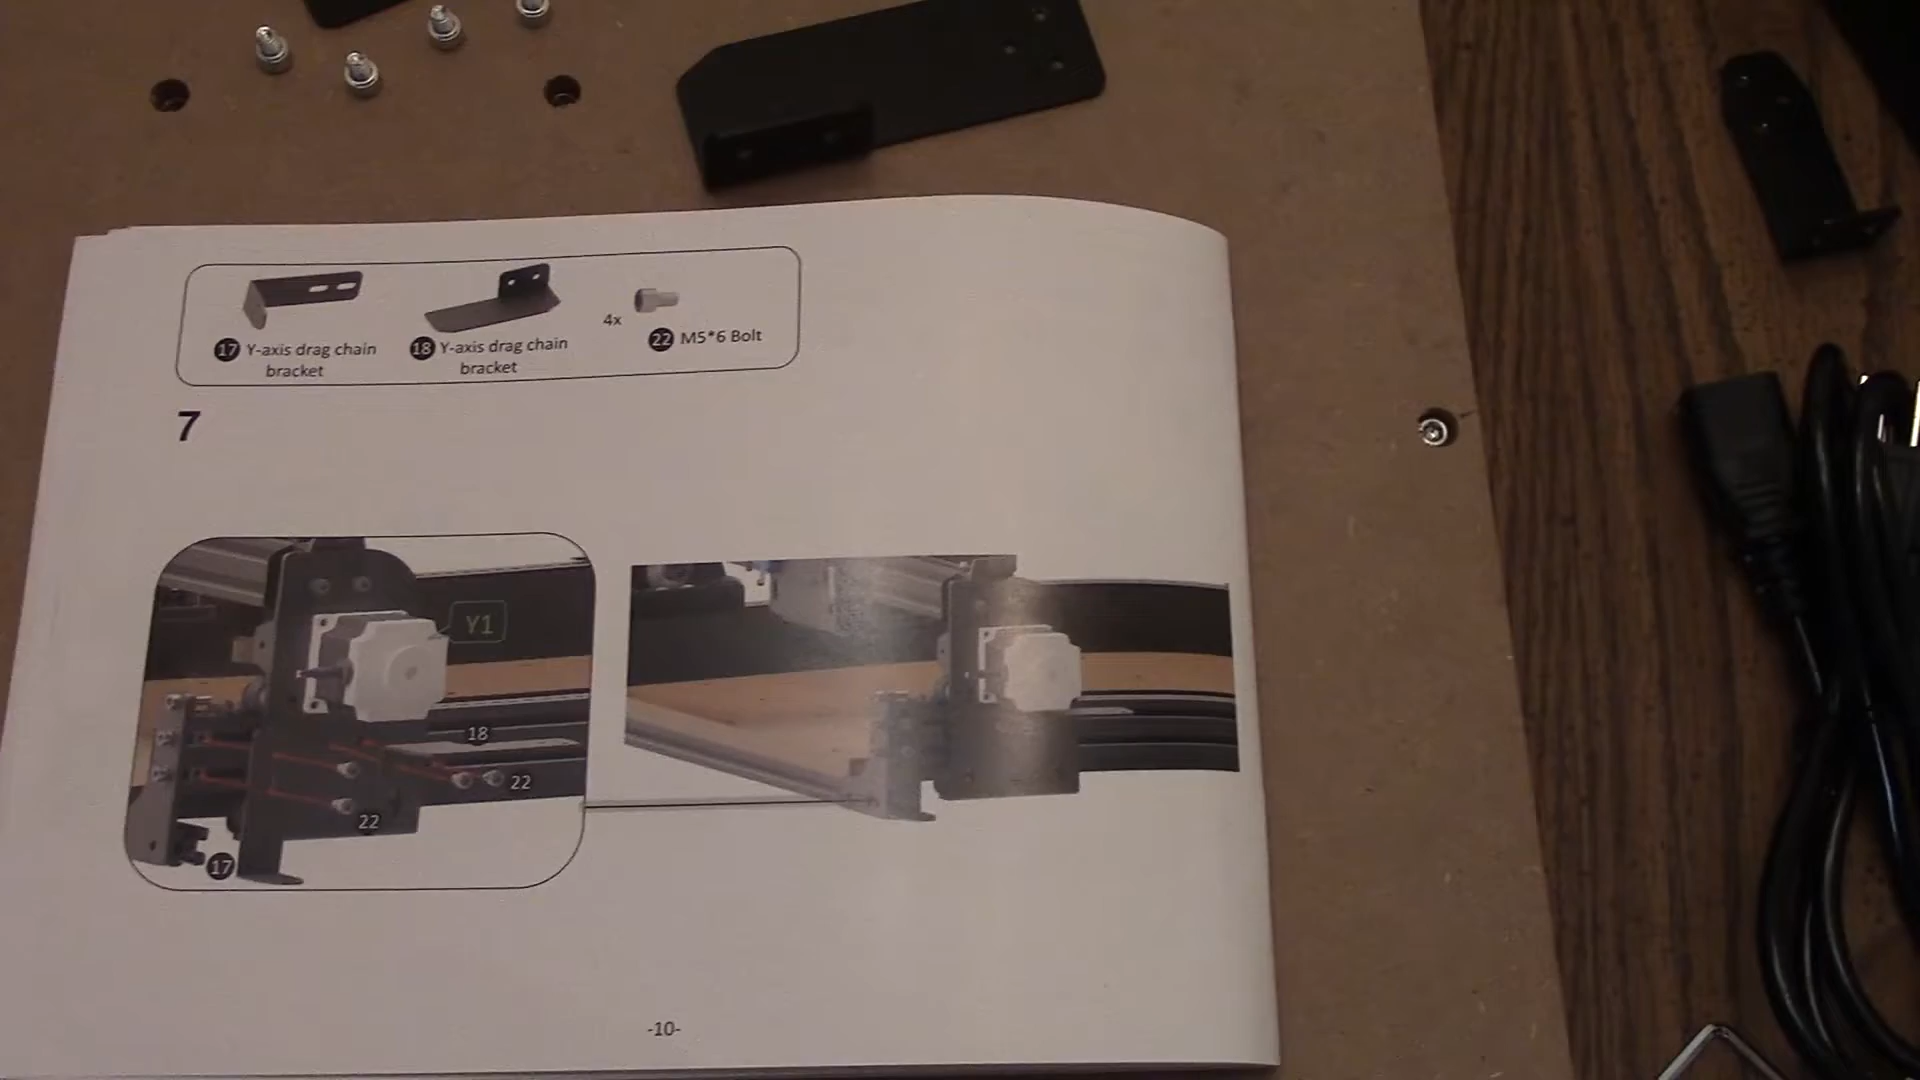 17 Y-axis drag chain
bracket
18 Y-axis drag chain
bracket
4x
22 M5*6 Bolt
7
Y1
18
22
22
17
-10-